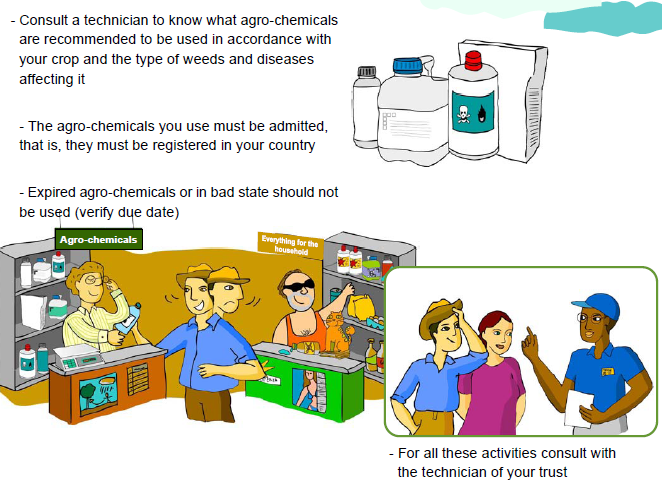 - Consult a technician to know what agro-chemicals
are recommended to be used in accordance with
your crop and the type of weeds and diseases
affecting it
- The agro-chemicals you use must be admitted,
that is, they must be registered in your country
- Expired agro-chemicals or in bad state should not
be used (verify due date)
Agro-chemicals
Everything for the
household
- For all these activities consult with
the technician of your trust